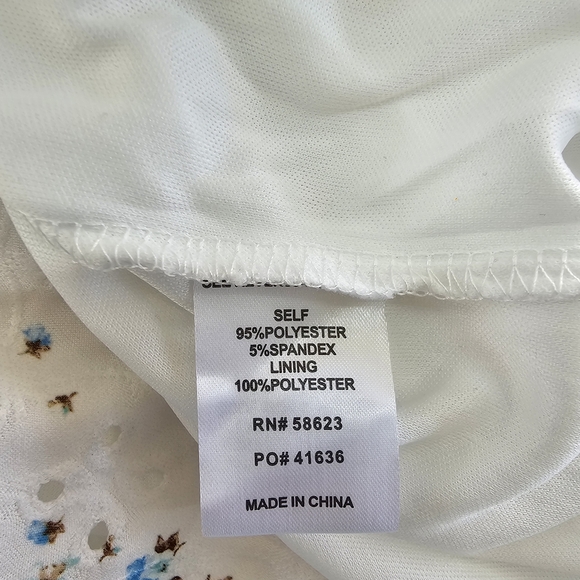 SELF
95%POLYESTER
5%SPANDEX
LINING
100%POLYESTER
RN# 58623
PO# 41636
MADE IN CHINA